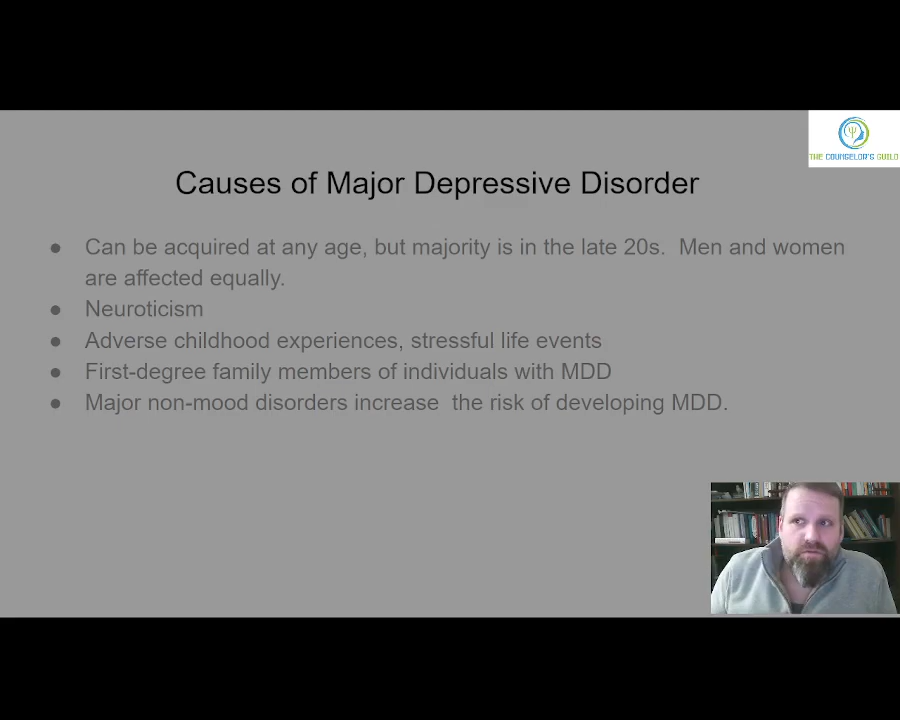 THE COUNSELOR'S GUILD
Causes of Major Depressive Disorder
● Can be acquired at any age, but majority is in the late 20s.  Men and women
are affected equally.
● Neuroticism
● Adverse childhood experiences, stressful life events
● First-degree family members of individuals with MDD
● Major non-mood disorders increase  the risk of developing MDD.